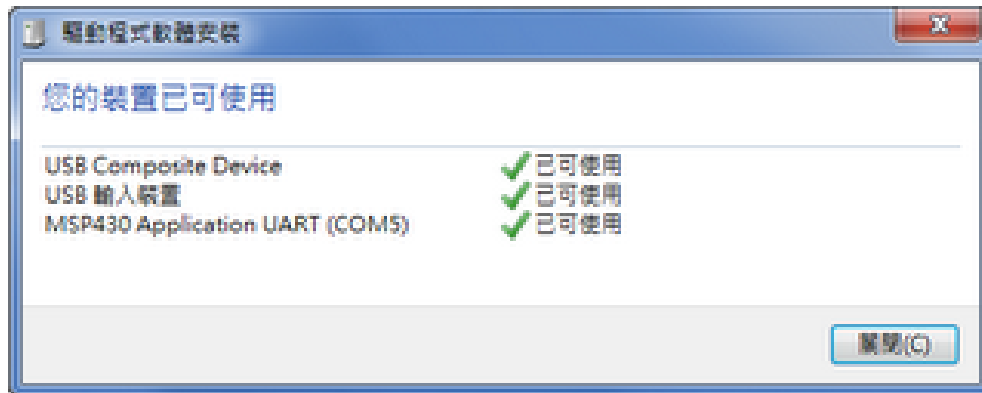 驅動程式軟體安裝
您的裝置已可使用
USB Composite Device 已可使用
USB 輸入裝置 已可使用
MSP430 Application UART (COM5) 已可使用
關閉(C)